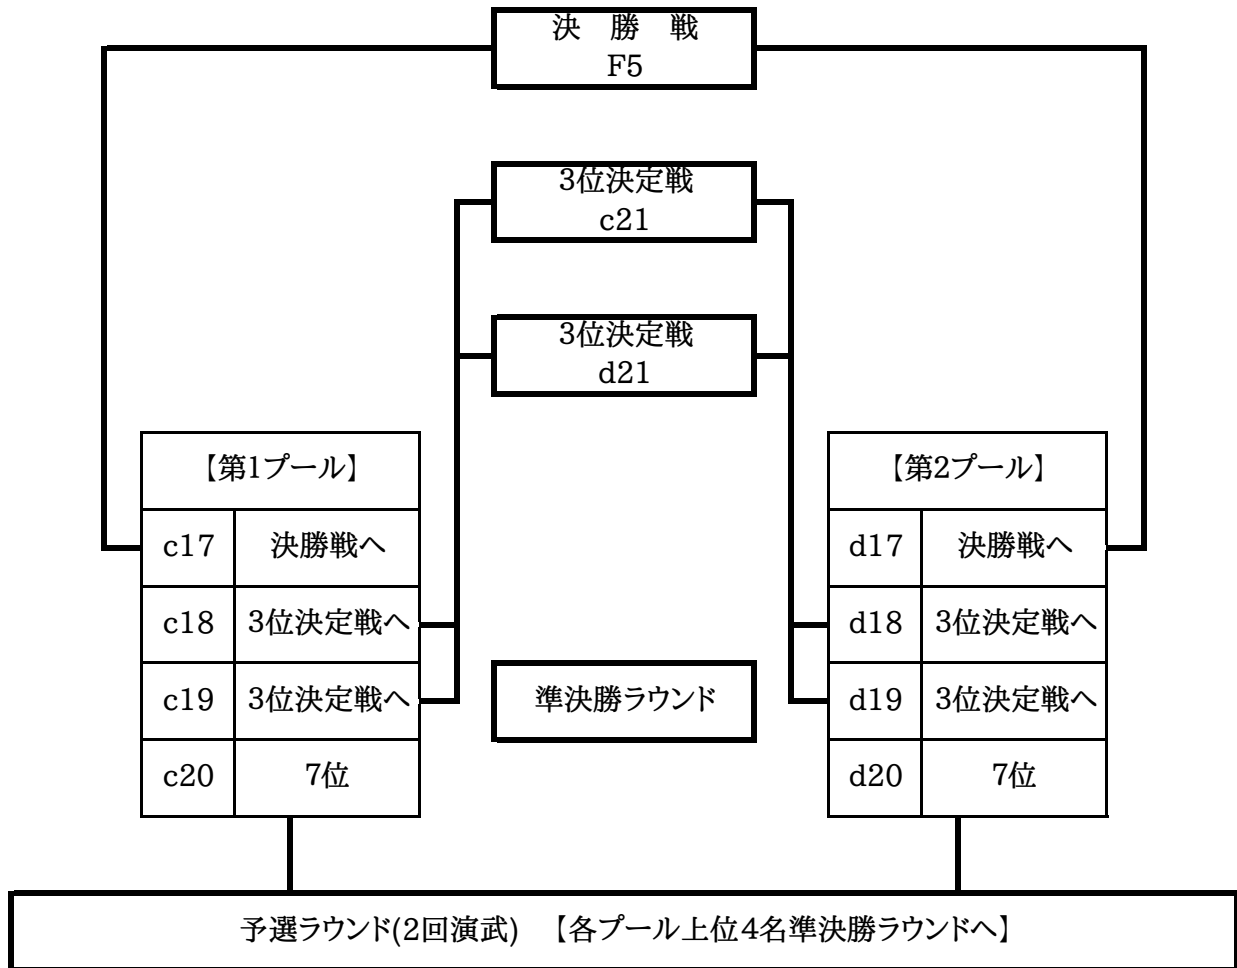 決　勝　戦
F5
3位決定戦
c21
3位決定戦
d21
【第1プール】
c17 決勝戦へ
c18 3位決定戦へ
c19 3位決定戦へ
c20 7位
【第2プール】
d17 決勝戦へ
d18 3位決定戦へ
d19 3位決定戦へ
d20 7位
準決勝ラウンド
予選ラウンド(2回演武)　【各プール上位4名準決勝ラウンドへ】